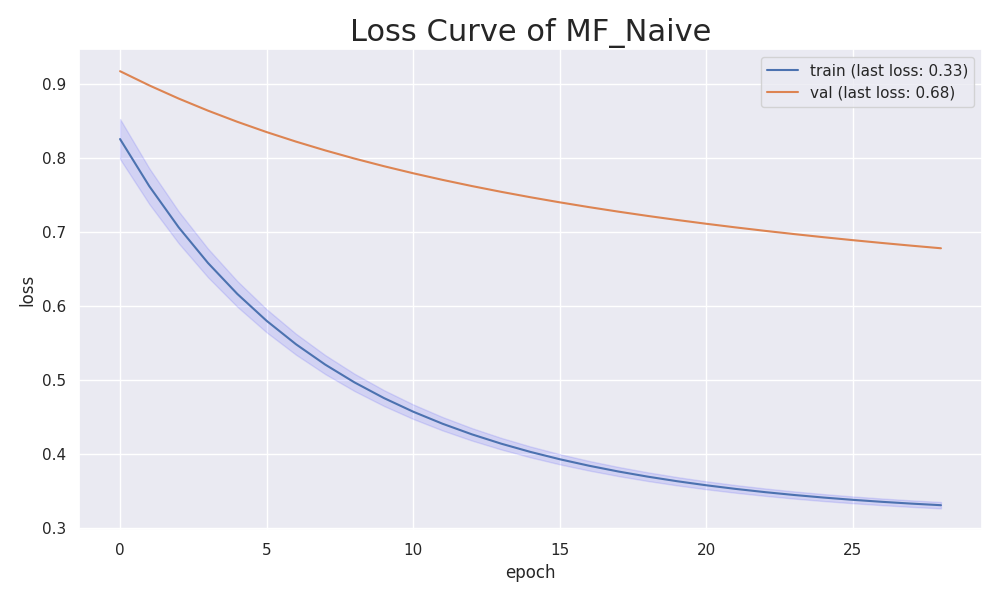 Loss Curve of MF_Naive
train (last loss: 0.33)
val (last loss: 0.68)
loss
0.9
0.8
0.7
0.6
0.5
0.4
0.3
0 5 10 15 20 25
epoch